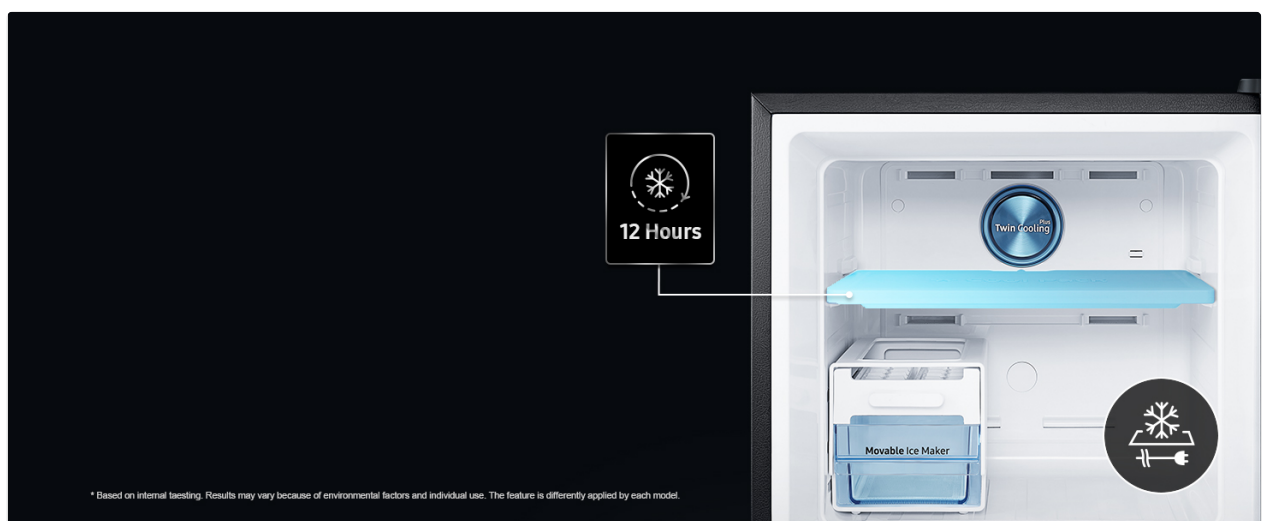 12 Hours
Twin Cooling Plus
Movable Ice Maker
* Based on internal taesting. Results may vary because of environmental factors and individual use. The feature is differently applied by each model.